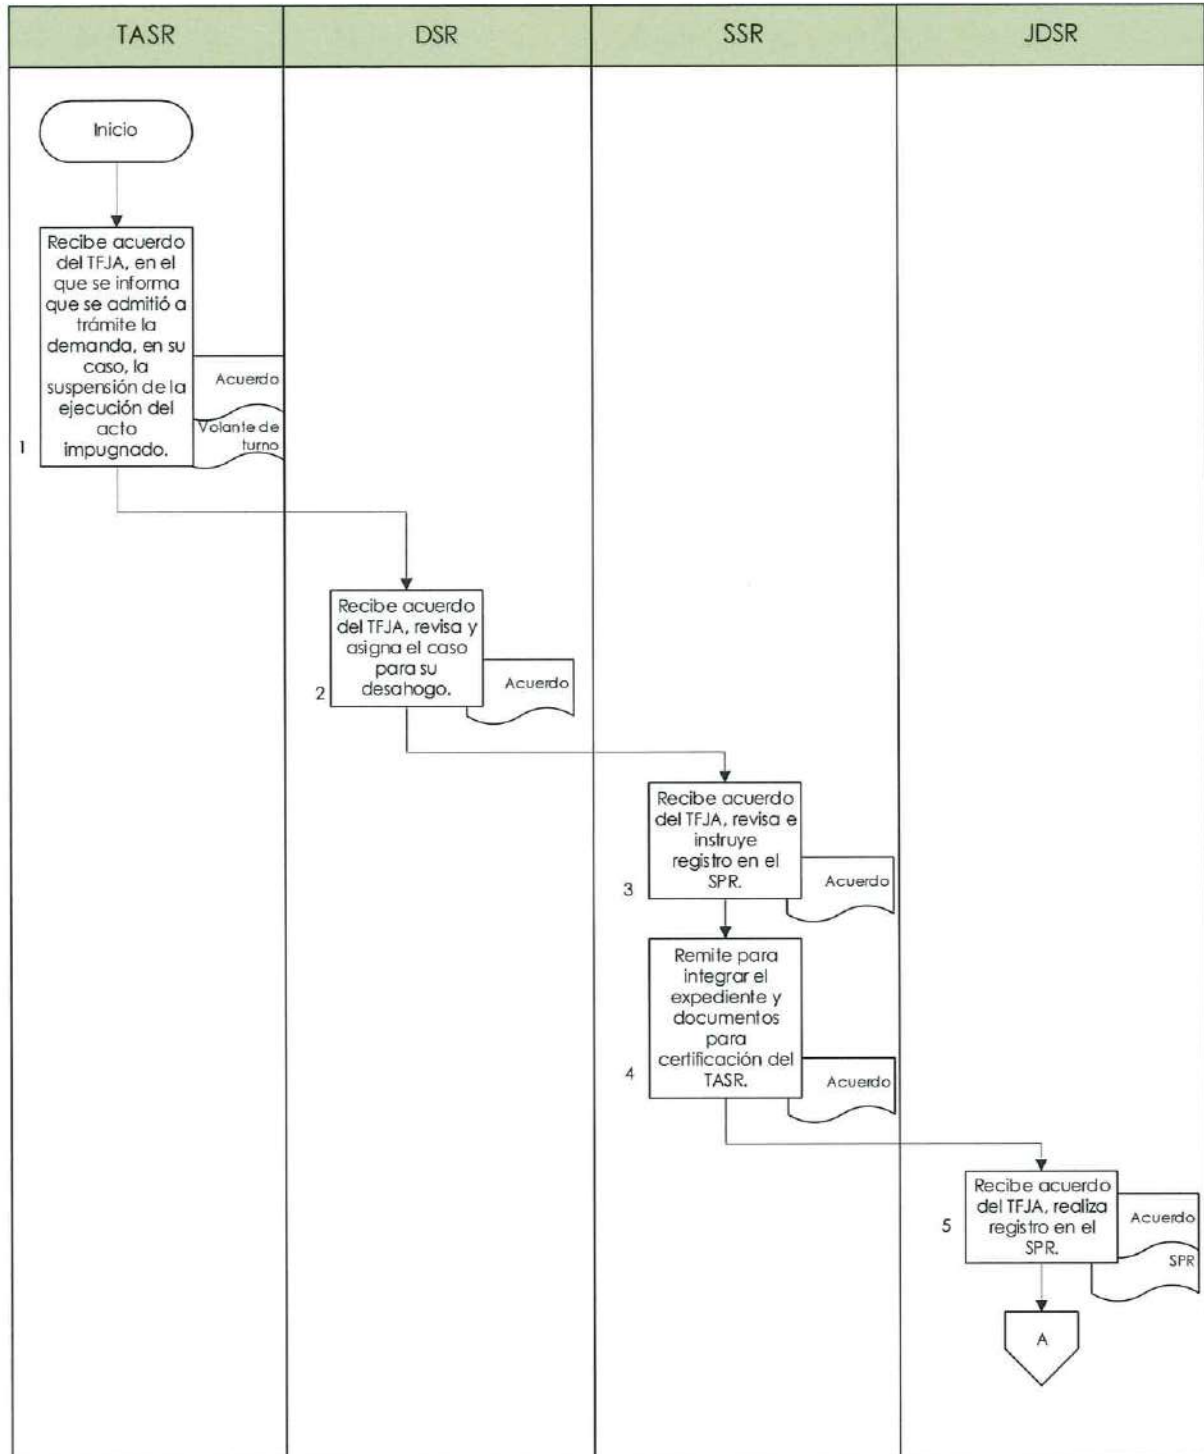 TASR
DSR
SSR
JDSR
Inicio
Recibe acuerdo
del TFJA, en el
que se informa
que se admitió a
trámite la
demanda, en su
caso, la
suspensión de la
ejecución del
acto
impugnado.
Acuerdo
Volante de
turno
1
Recibe acuerdo
del TFJA, revisa y
asigna el caso
para su
desahogo.
Acuerdo
2
Recibe acuerdo
del TFJA, revisa e
instruye
registro en el
SPR.
Acuerdo
3
Remite para
integrar el
expediente y
documentos
para
certificación del
TASR.
Acuerdo
4
Recibe acuerdo
del TFJA, realiza
registro en el
SPR.
Acuerdo
SPR
5
A